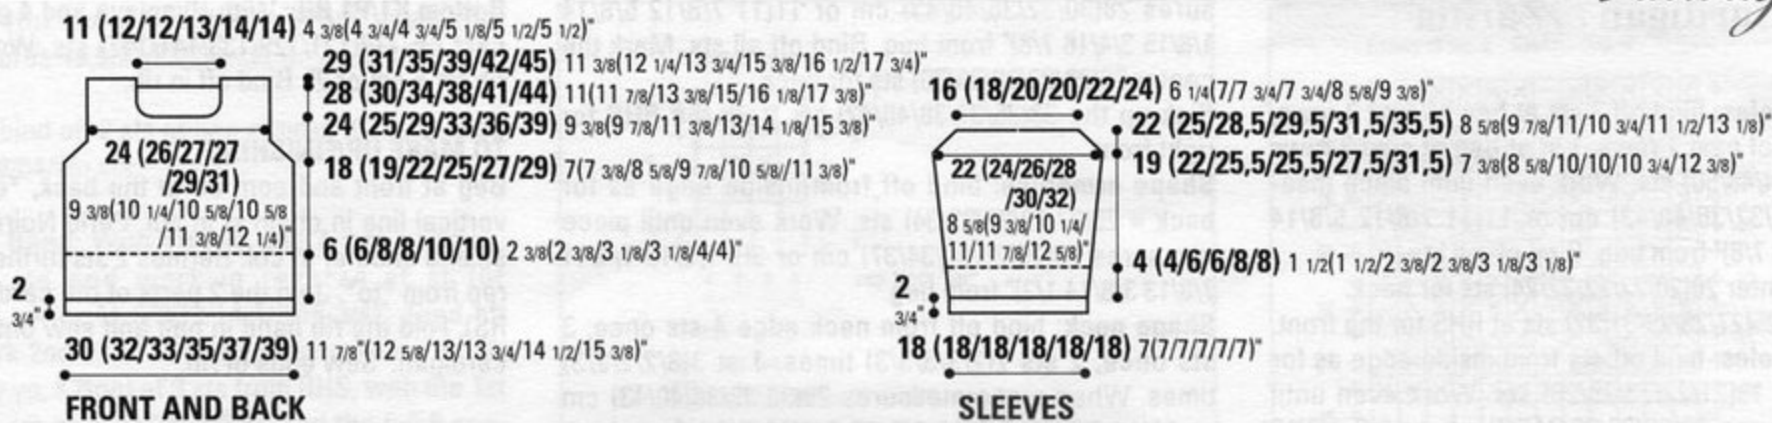 11 (12/12/13/14/14) 4 3/8(4 3/4/4 3/4/5 1/8/5 1/2/5 1/2)
29 (31/35/39/42/45) 11 3/8(12 1/4/13 3/4/15 3/8/16 1/2/17 3/4)"
28 (30/34/38/41/44) 11(11 7/8/13 3/8/15/16 1/8/17 3/8)"
24 (25/29/33/36/39) 9 3/8(9 7/8/11 3/8/13/14 1/8/15 3/8)"
18 (19/22/25/27/29) 7(7 3/8/8 5/8/9 7/8/10 5/8/11 3/8)"
24 (26/27/27
/29/31)
9 3/8(10 1/4/10 5/8/10 5/8
/11 3/8/12 1/4)"
6 (6/8/8/10/10) 2 3/8(2 3/8/3 1/8/3 1/8/4/4)"
2
3/4"
30 (32/33/35/37/39) 11 7/8"(12 5/8/13/13 3/4/14 1/2/15 3/8)"
FRONT AND BACK
16 (18/20/20/22/24) 6 1/4(7/7 3/4/7 3/4/8 5/8/9 3/8)"
22 (25/28,5/29,5/31,5/35,5) 8 5/8(9 7/8/11/10 3/4/11 1/2/13 1/8)"
19 (22/25,5/25,5/27,5/31,5) 7 3/8(8 5/8/10/10/10 3/4/12 3/8)"
22 (24/26/28
/30/32)
8 5/8(9 3/8/10 1/4/
11/11 7/8/12 5/8)"
4 (4/6/6/8/8) 1 1/2(1 1/2/2 3/8/2 3/8/3 1/8/3 1/8)"
2
3/4"
18 (18/18/18/18/18) 7(7/7/7/7/7)"
SLEEVES